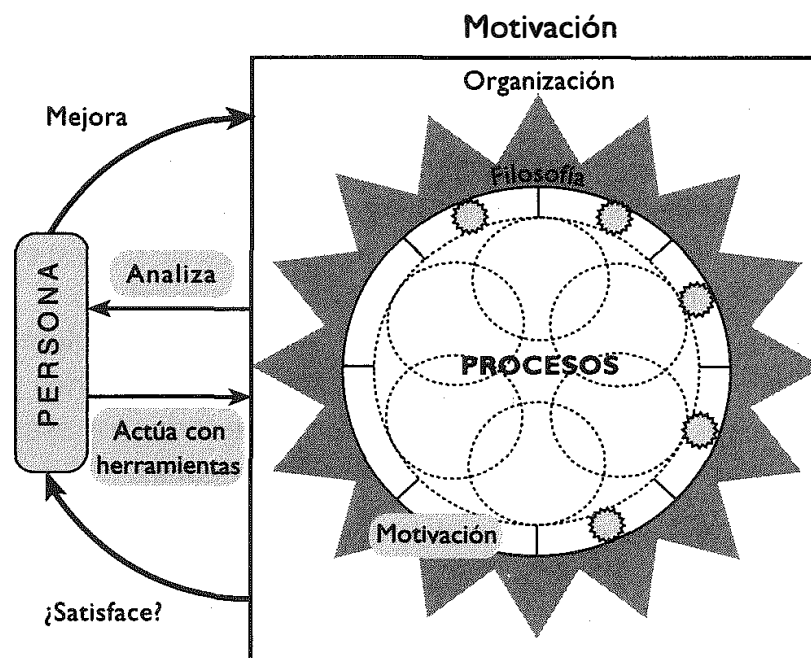 Motivación
Organización
Mejora
Filosofía
Analiza
PERSONA
PROCESOS
Actúa con
herramientas
Motivación
¿Satisface?